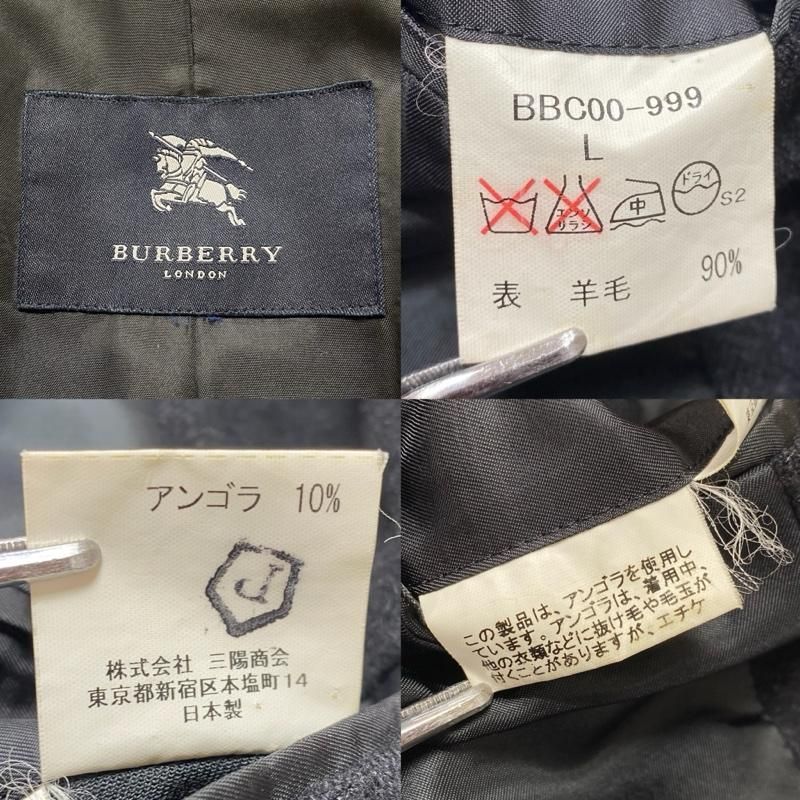 BURBERRY
LONDON
BBC00-999
L
エンソ
リラシ
中
ドライ
S2
表 羊毛 90%
アンゴラ 10%
J
株式会社 三陽商会
東京都新宿区本塩町14
日本製
この製品は、アンゴラを使用し
ています。アンゴラは、着用中、
他の衣類などに抜け毛や毛玉が
付くことがありますが、エチケ